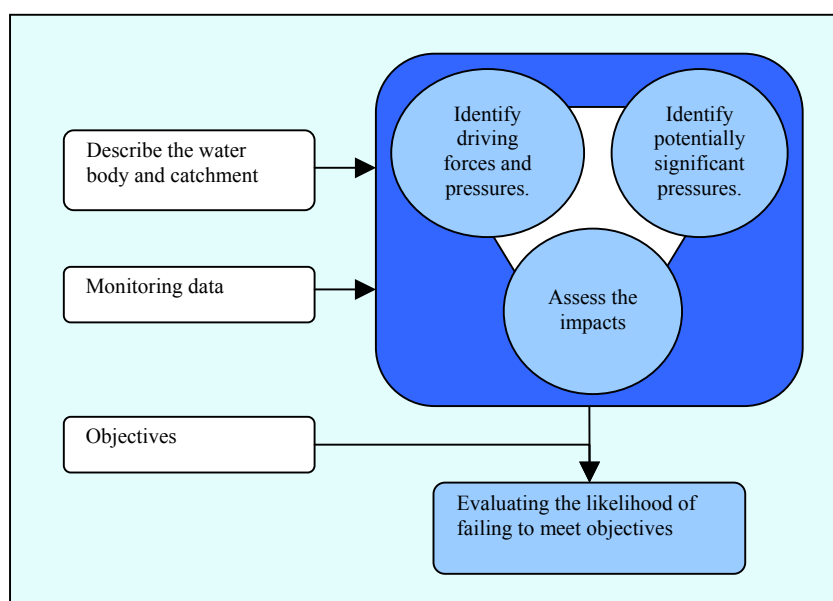 Identify
driving
forces and
pressures.
Identify
potentially
significant
pressures.
Describe the water
body and catchment
Monitoring data
Assess the
impacts
Objectives
Evaluating the likelihood of
failing to meet objectives